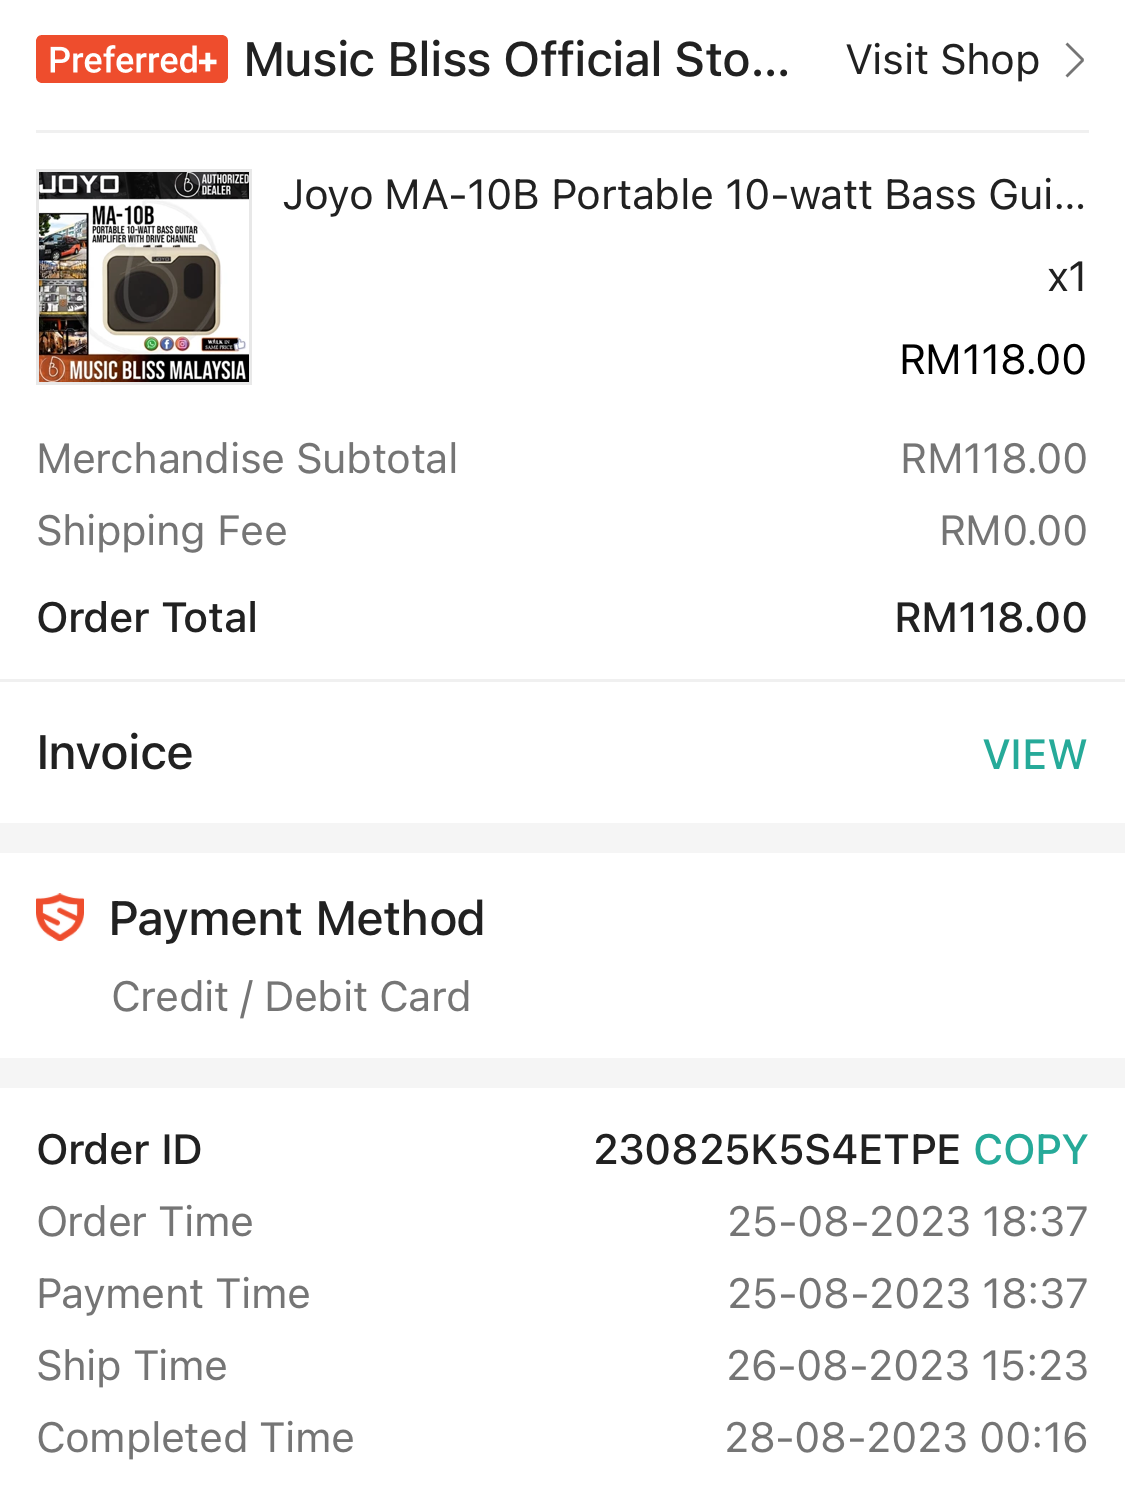 Preferred+ Music Bliss Official Sto... Visit Shop
JOYO AUTHORIZED DEALER
MA-10B
PORTABLE 10-WATT BASS GUITAR
AMPLIFIER WITH DRIVE CHANNEL
JOYO
WALK IN
SAME PRICE
MUSIC BLISS MALAYSIA
Joyo MA-10B Portable 10-watt Bass Gui...
x1
RM118.00
Merchandise Subtotal RM118.00
Shipping Fee RM0.00
Order Total RM118.00
Invoice VIEW
Payment Method
Credit / Debit Card
Order ID 230825K5S4ETPE COPY
Order Time 25-08-2023 18:37
Payment Time 25-08-2023 18:37
Ship Time 26-08-2023 15:23
Completed Time 28-08-2023 00:16